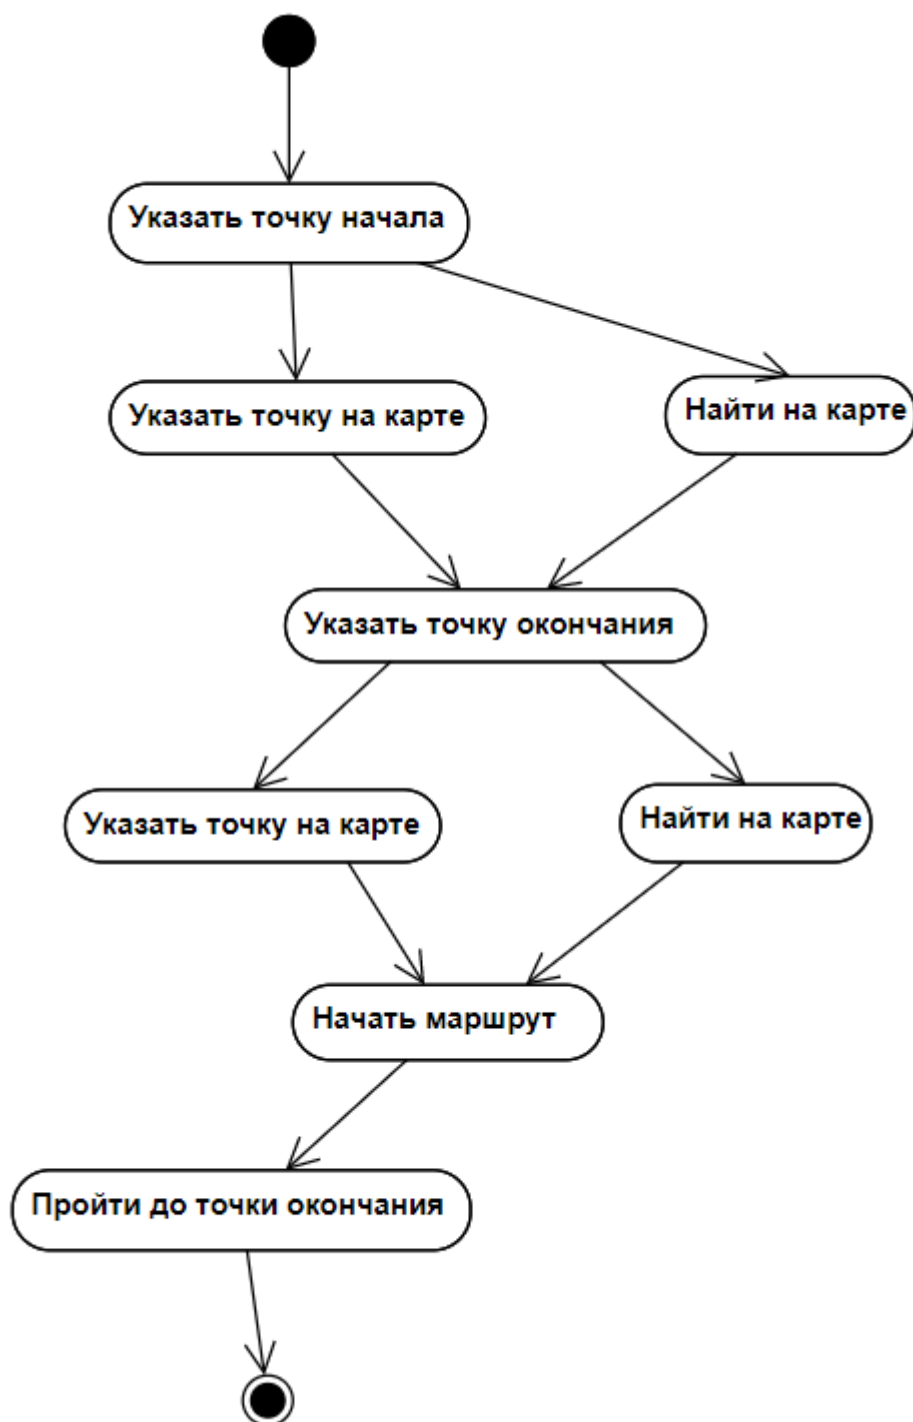 Указать точку начала
Указать точку на карте
Найти на карте
Указать точку окончания
Указать точку на карте
Найти на карте
Начать маршрут
Пройти до точки окончания